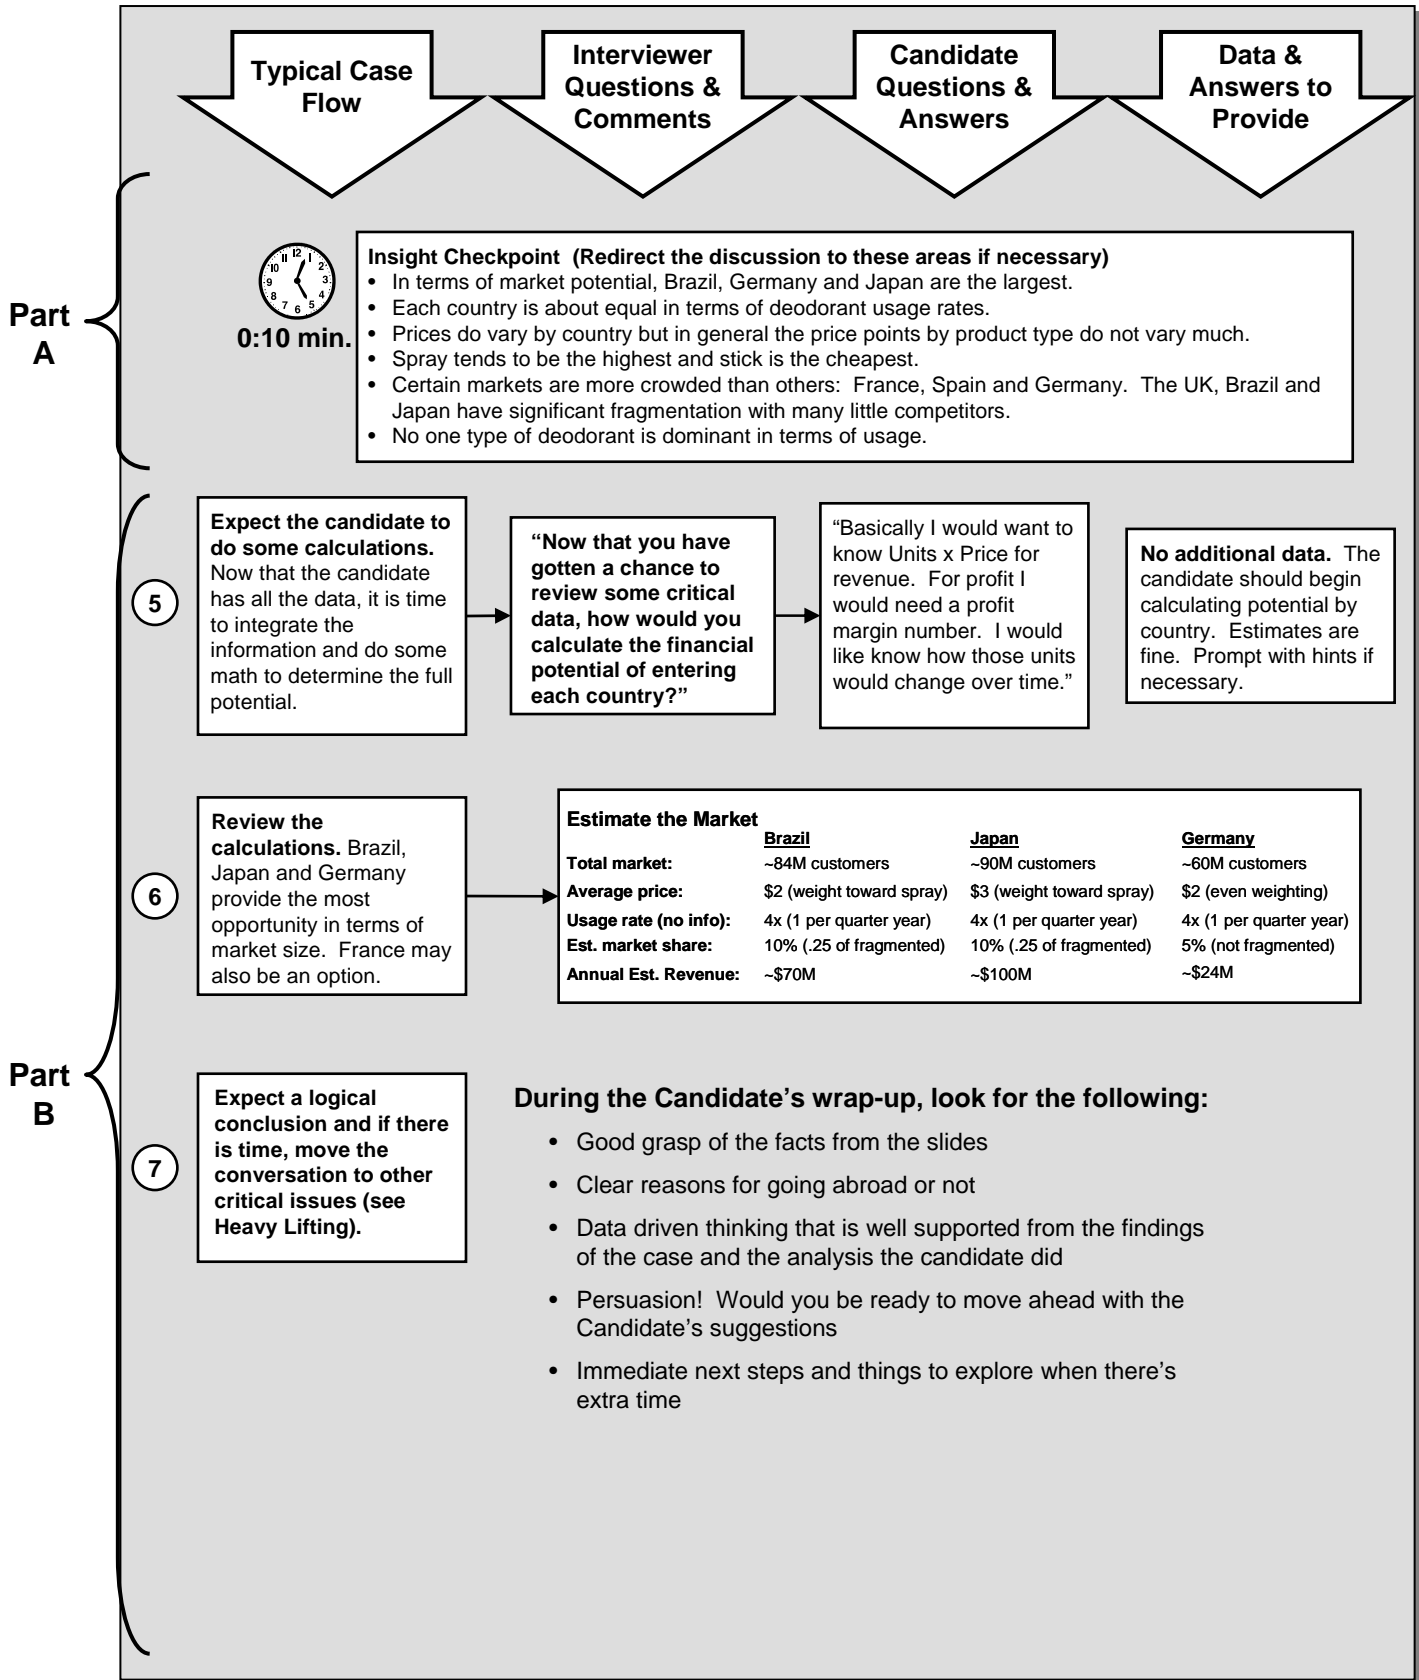 Typical Case
Flow
Interviewer
Questions &
Comments
Candidate
Questions &
Answers
Data &
Answers to
Provide
Part
A
12
1
2
3
4
5
6
7
8
9
10
11
0:10 min.
Insight Checkpoint  (Redirect the discussion to these areas if necessary)
• In terms of market potential, Brazil, Germany and Japan are the largest.
• Each country is about equal in terms of deodorant usage rates.
• Prices do vary by country but in general the price points by product type do not vary much.
• Spray tends to be the highest and stick is the cheapest.
• Certain markets are more crowded than others:  France, Spain and Germany.  The UK, Brazil and
Japan have significant fragmentation with many little competitors.
• No one type of deodorant is dominant in terms of usage.
Part
B
5
Expect the candidate to
do some calculations.
Now that the candidate
has all the data, it is time
to integrate the
information and do some
math to determine the full
potential.
“Now that you have
gotten a chance to
review some critical
data, how would you
calculate the financial
potential of entering
each country?”
“Basically I would want to
know Units x Price for
revenue.  For profit I
would need a profit
margin number.  I would
like know how those units
would change over time.”
No additional data.  The
candidate should begin
calculating potential by
country.  Estimates are
fine.  Prompt with hints if
necessary.
6
Review the
calculations. Brazil,
Japan and Germany
provide the most
opportunity in terms of
market size.  France may
also be an option.
Estimate the Market
Brazil Japan Germany
Total market: ~84M customers ~90M customers ~60M customers
Average price: $2 (weight toward spray) $3 (weight toward spray) $2 (even weighting)
Usage rate (no info): 4x (1 per quarter year) 4x (1 per quarter year) 4x (1 per quarter year)
Est. market share: 10% (.25 of fragmented) 10% (.25 of fragmented) 5% (not fragmented)
Annual Est. Revenue: ~$70M ~$100M ~$24M
7
Expect a logical
conclusion and if there
is time, move the
conversation to other
critical issues (see
Heavy Lifting).
During the Candidate’s wrap-up, look for the following:
• Good grasp of the facts from the slides
• Clear reasons for going abroad or not
• Data driven thinking that is well supported from the findings
of the case and the analysis the candidate did
• Persuasion!  Would you be ready to move ahead with the
Candidate’s suggestions
• Immediate next steps and things to explore when there’s
extra time